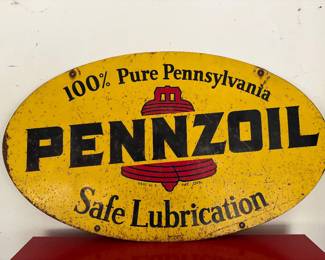 100% Pure Pennsylvania
PENNZOIL
Safe Lubrication